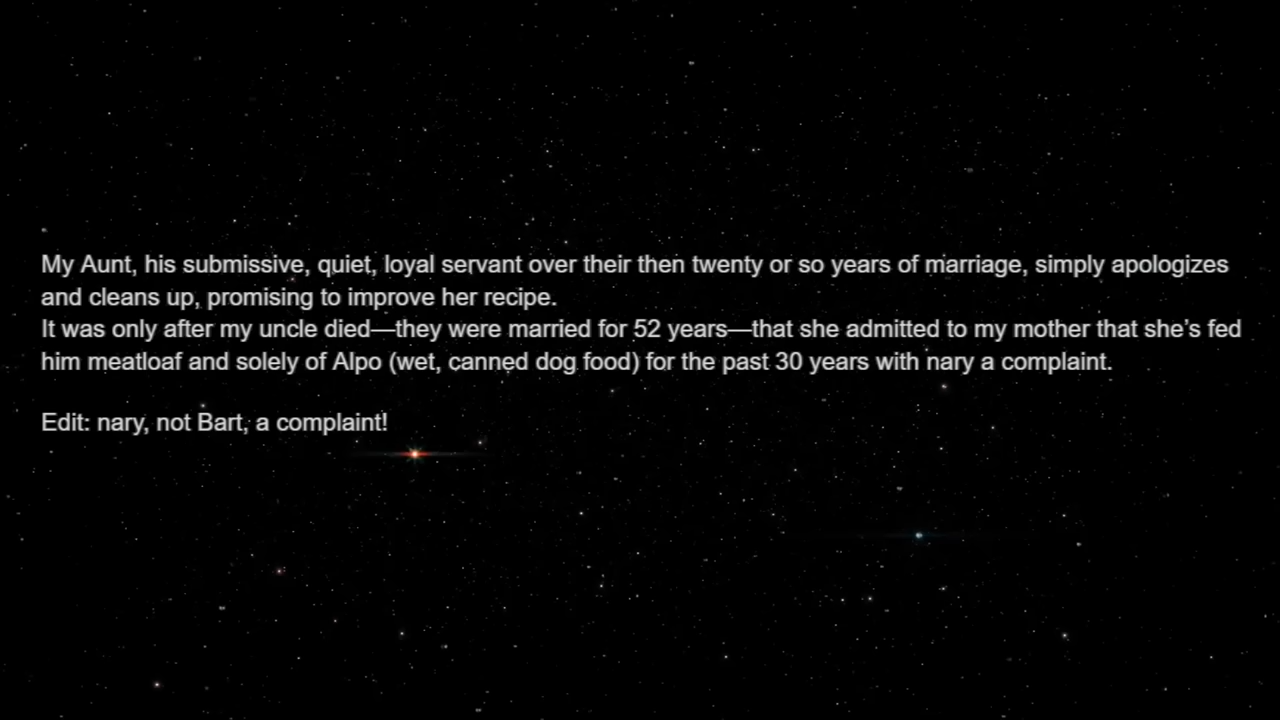 My Aunt, his submissive, quiet, loyal servant over their then twenty or so years of marriage, simply apologizes
and cleans up, promising to improve her recipe.
It was only after my uncle died—they were married for 52 years—that she admitted to my mother that she’s fed
him meatloaf and solely of Alpo (wet, canned dog food) for the past 30 years with nary a complaint.
Edit: nary, not Bart, a complaint!